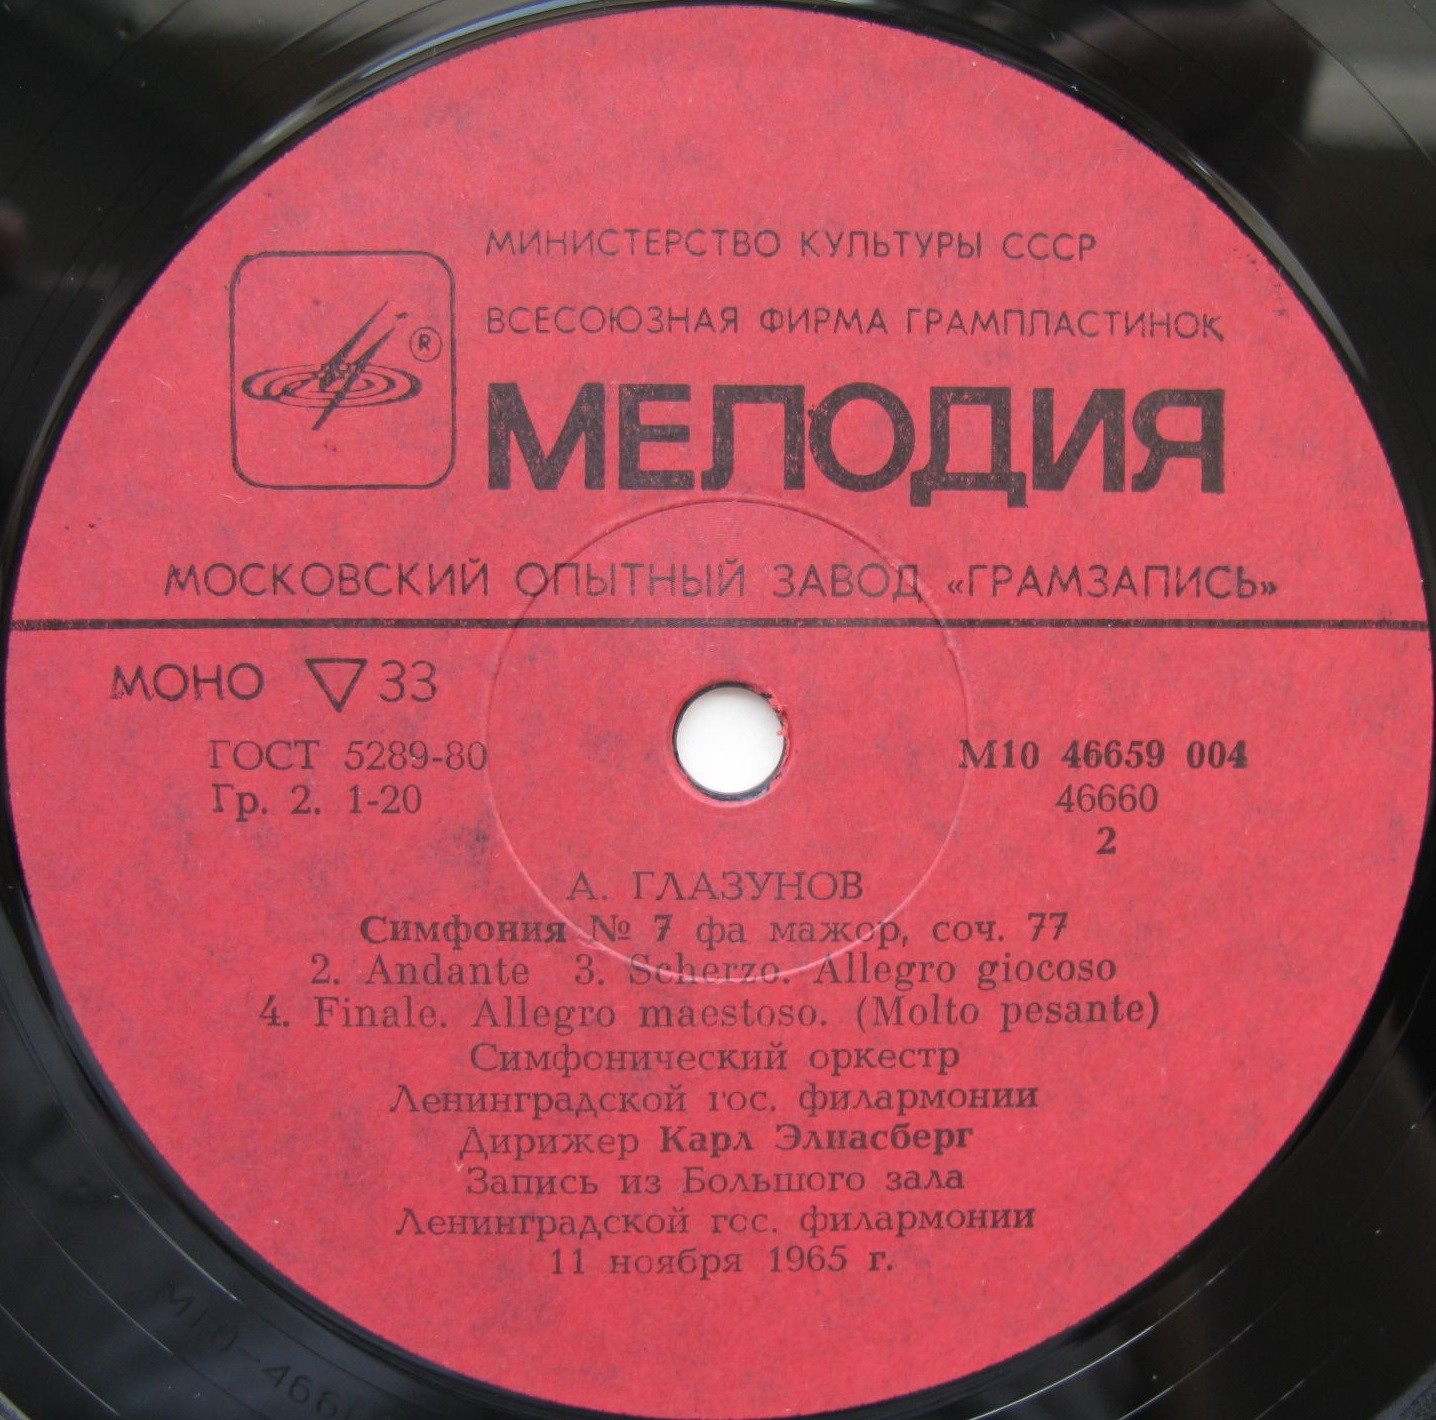 МИНИСТЕРСТВО КУЛЬТУРЫ СССР
ВСЕСОЮЗНАЯ ФИРМА ГРАМПЛАСТИНОК
®
МЕЛОДИЯ
МОСКОВСКИЙ ОПЫТНЫЙ ЗАВОД «ГРАМЗАПИСЬ»
МОНО 33
ГОСТ 5289-80
Гр. 2. 1-20
М10 46659 004
46660
2
А. ГЛАЗУНОВ
Симфония № 7 фа мажор, соч. 77
2. Andante 3. Scherzo. Allegro giocoso
4. Finale. Allegro maestoso. (Molto pesante)
Симфонический оркестр
Ленинградской гос. филармонии
Дирижер Карл Элиасберг
Запись из Большого зала
Ленинградской гос. филармонии
11 ноября 1965 г.